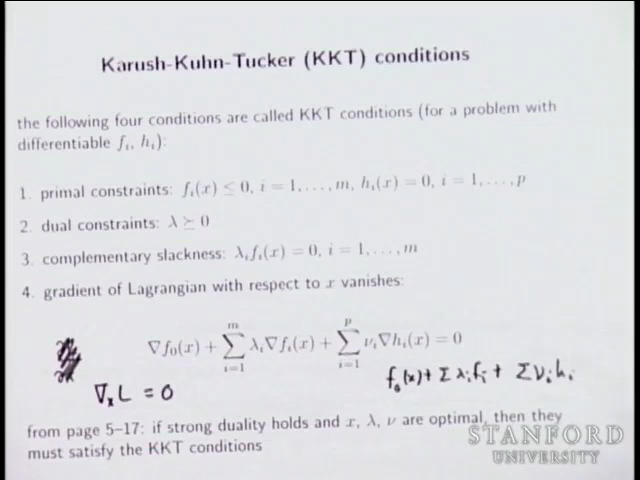 Karush-Kuhn-Tucker (KKT) conditions
the following four conditions are called KKT conditions (for a problem with
differentiable fᵢ, hᵢ):
1. primal constraints: fᵢ(x) ≤ 0, i = 1, . . . , m, hᵢ(x) = 0, i = 1, . . . , p
2. dual constraints: λ ⪰ 0
3. complementary slackness: λᵢfᵢ(x) = 0, i = 1, . . . , m
4. gradient of Lagrangian with respect to x vanishes:
∇f₀(x) + ∑ᵢ₌₁ᵐ λᵢ∇fᵢ(x) + ∑ᵢ₌₁ᵖ νᵢ∇hᵢ(x) = 0
f₀(x) + Σ λᵢfᵢ + Σ νᵢhᵢ
∇ₓ L = 0
from page 5-17: if strong duality holds and x, λ, ν are optimal, then they
must satisfy the KKT conditions
STANFORD
UNIVERSITY